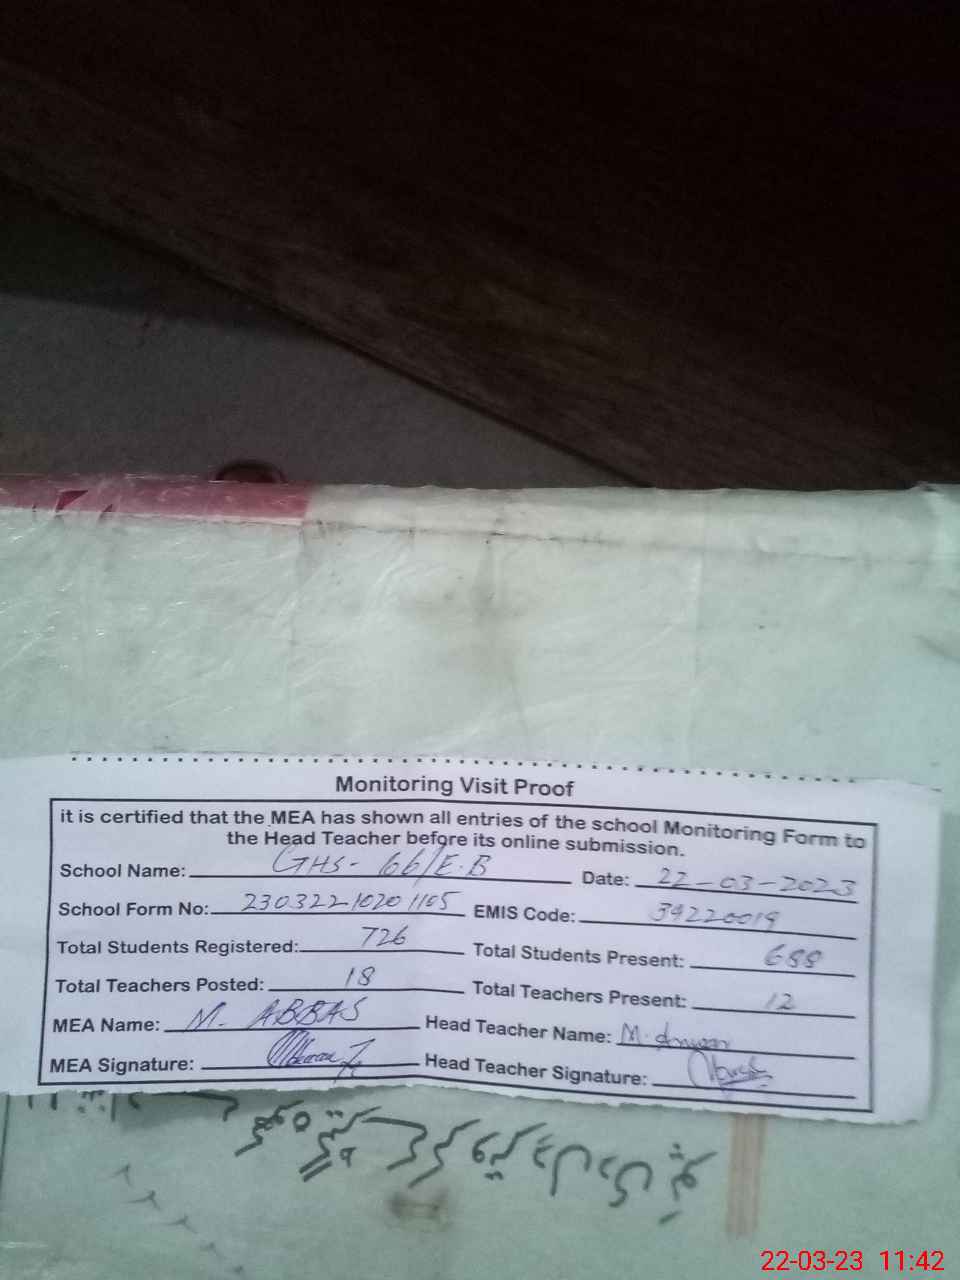 Monitoring Visit Proof
it is certified that the MEA has shown all entries of the school Monitoring Form to
the Head Teacher before its online submission.
School Name: GHS- 66/E.B Date: 22-03-2023
School Form No: 23032210201105 EMIS Code: 39220019
Total Students Registered: 726 Total Students Present: 688
Total Teachers Posted: 18 Total Teachers Present: 12
MEA Name: M. ABBAS Head Teacher Name: M.
MEA Signature: Head Teacher Signature:
22-03-23 11:42